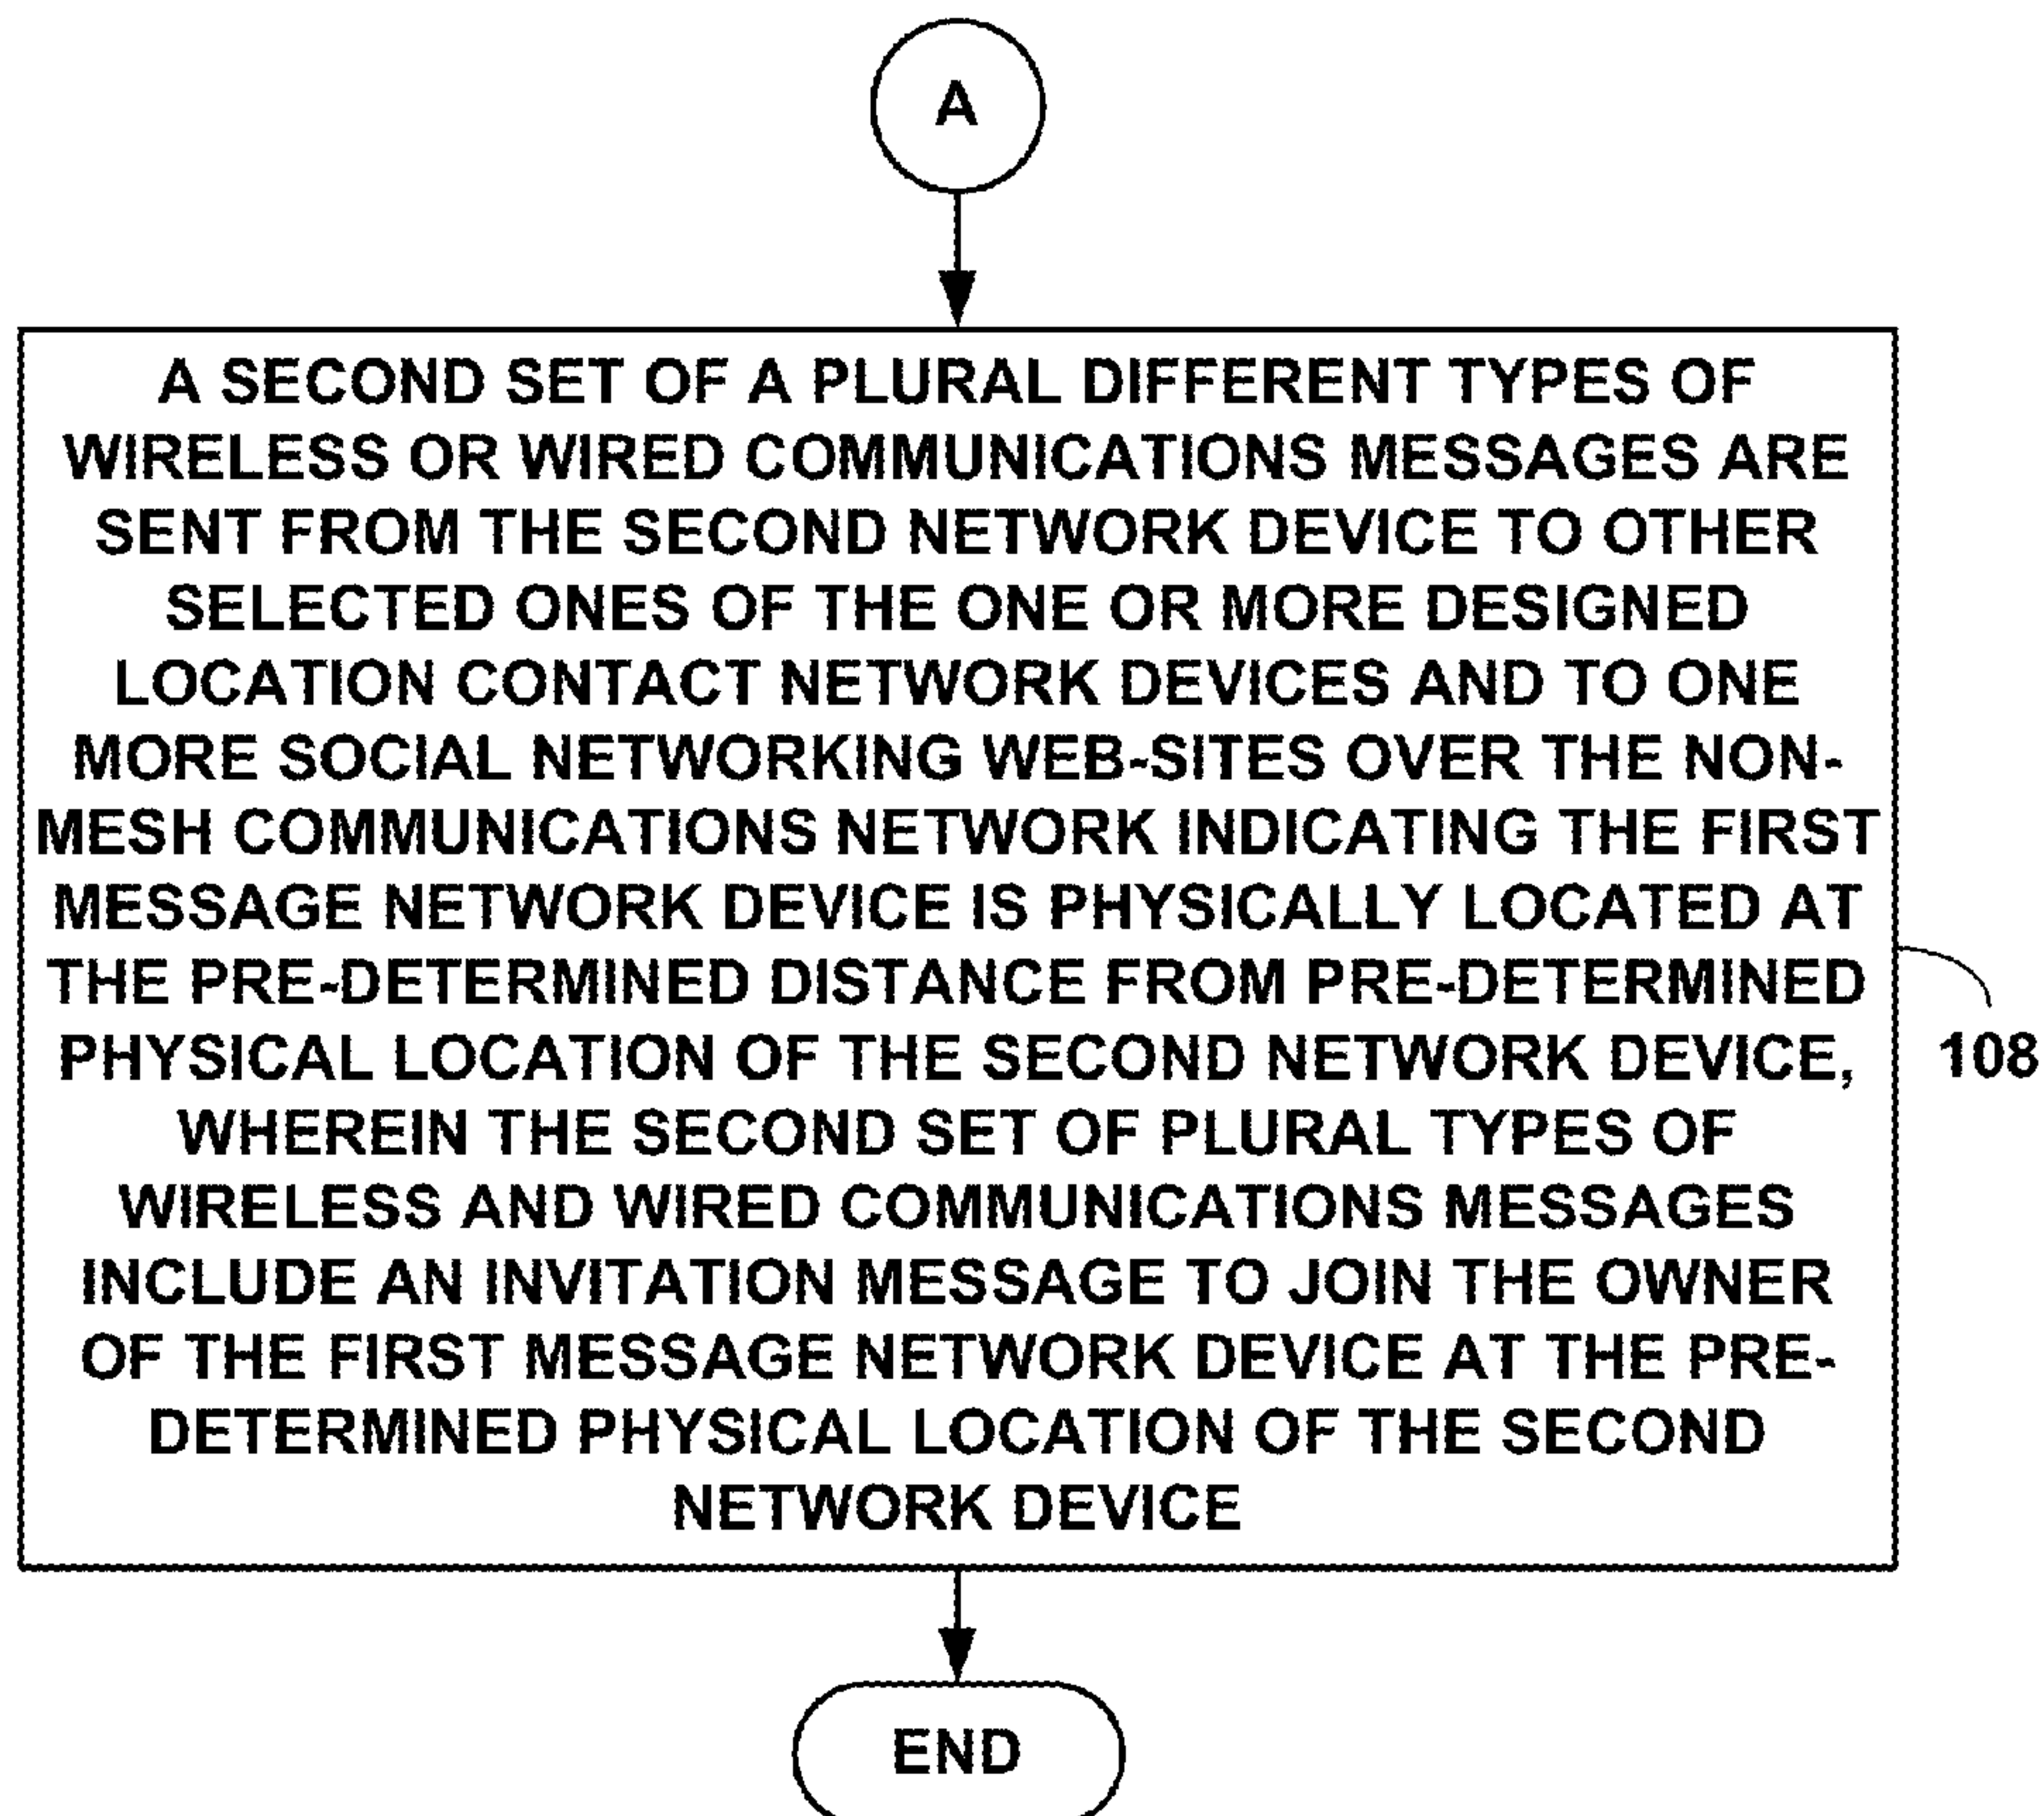 A
A SECOND SET OF A PLURAL DIFFERENT TYPES OF
WIRELESS OR WIRED COMMUNICATIONS MESSAGES ARE
SENT FROM THE SECOND NETWORK DEVICE TO OTHER
SELECTED ONES OF THE ONE OR MORE DESIGNED
LOCATION CONTACT NETWORK DEVICES AND TO ONE
MORE SOCIAL NETWORKING WEB-SITES OVER THE NON-
MESH COMMUNICATIONS NETWORK INDICATING THE FIRST
MESSAGE NETWORK DEVICE IS PHYSICALLY LOCATED AT
THE PRE-DETERMINED DISTANCE FROM PRE-DETERMINED
PHYSICAL LOCATION OF THE SECOND NETWORK DEVICE,
WHEREIN THE SECOND SET OF PLURAL TYPES OF
WIRELESS AND WIRED COMMUNICATIONS MESSAGES
INCLUDE AN INVITATION MESSAGE TO JOIN THE OWNER
OF THE FIRST MESSAGE NETWORK DEVICE AT THE PRE-
DETERMINED PHYSICAL LOCATION OF THE SECOND
NETWORK DEVICE
108
END